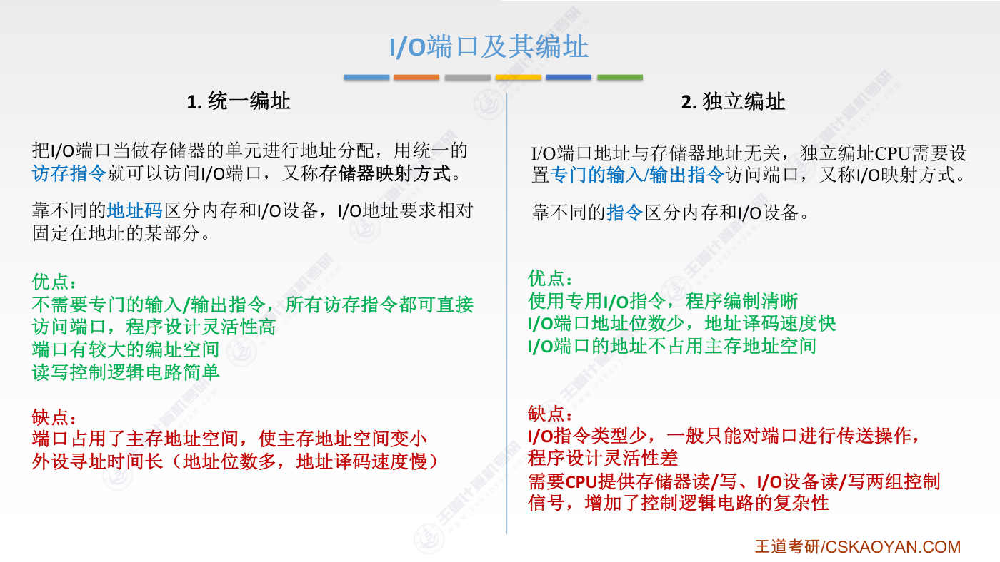 I/O端口及其编址
1. 统一编址
把I/O端口当做存储器的单元进行地址分配，用统一的
访存指令就可以访问I/O端口，又称存储器映射方式。
靠不同的地址码区分内存和I/O设备，I/O地址要求相对
固定在地址的某部分。
优点：
不需要专门的输入/输出指令，所有访存指令都可直接
访问端口，程序设计灵活性高
端口有较大的编址空间
读写控制逻辑电路简单
缺点：
端口占用了主存地址空间，使主存地址空间变小
外设寻址时间长（地址位数多，地址译码速度慢）
2. 独立编址
I/O端口地址与存储器地址无关，独立编址CPU需要设
置专门的输入/输出指令访问端口，又称I/O映射方式。
靠不同的指令区分内存和I/O设备。
优点：
使用专用I/O指令，程序编制清晰
I/O端口地址位数少，地址译码速度快
I/O端口的地址不占用主存地址空间
缺点：
I/O指令类型少，一般只能对端口进行传送操作，
程序设计灵活性差
需要CPU提供存储器读/写、I/O设备读/写两组控制
信号，增加了控制逻辑电路的复杂性
王道考研/CSKAOYAN.COM